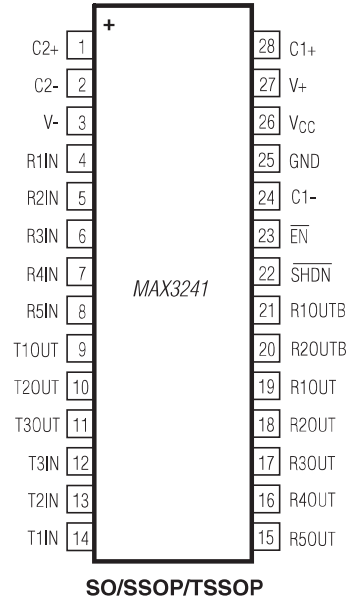 +
C2+ 1 28 C1+
C2- 2 27 V+
V- 3 26 VCC
R1IN 4 25 GND
R2IN 5 24 C1-
R3IN 6 23 E̅N̅
R4IN 7 22 S̅H̅D̅N̅
MAX3241
R5IN 8 21 R1OUTB
T1OUT 9 20 R2OUTB
T2OUT 10 19 R1OUT
T3OUT 11 18 R2OUT
T3IN 12 17 R3OUT
T2IN 13 16 R4OUT
T1IN 14 15 R5OUT
SO/SSOP/TSSOP